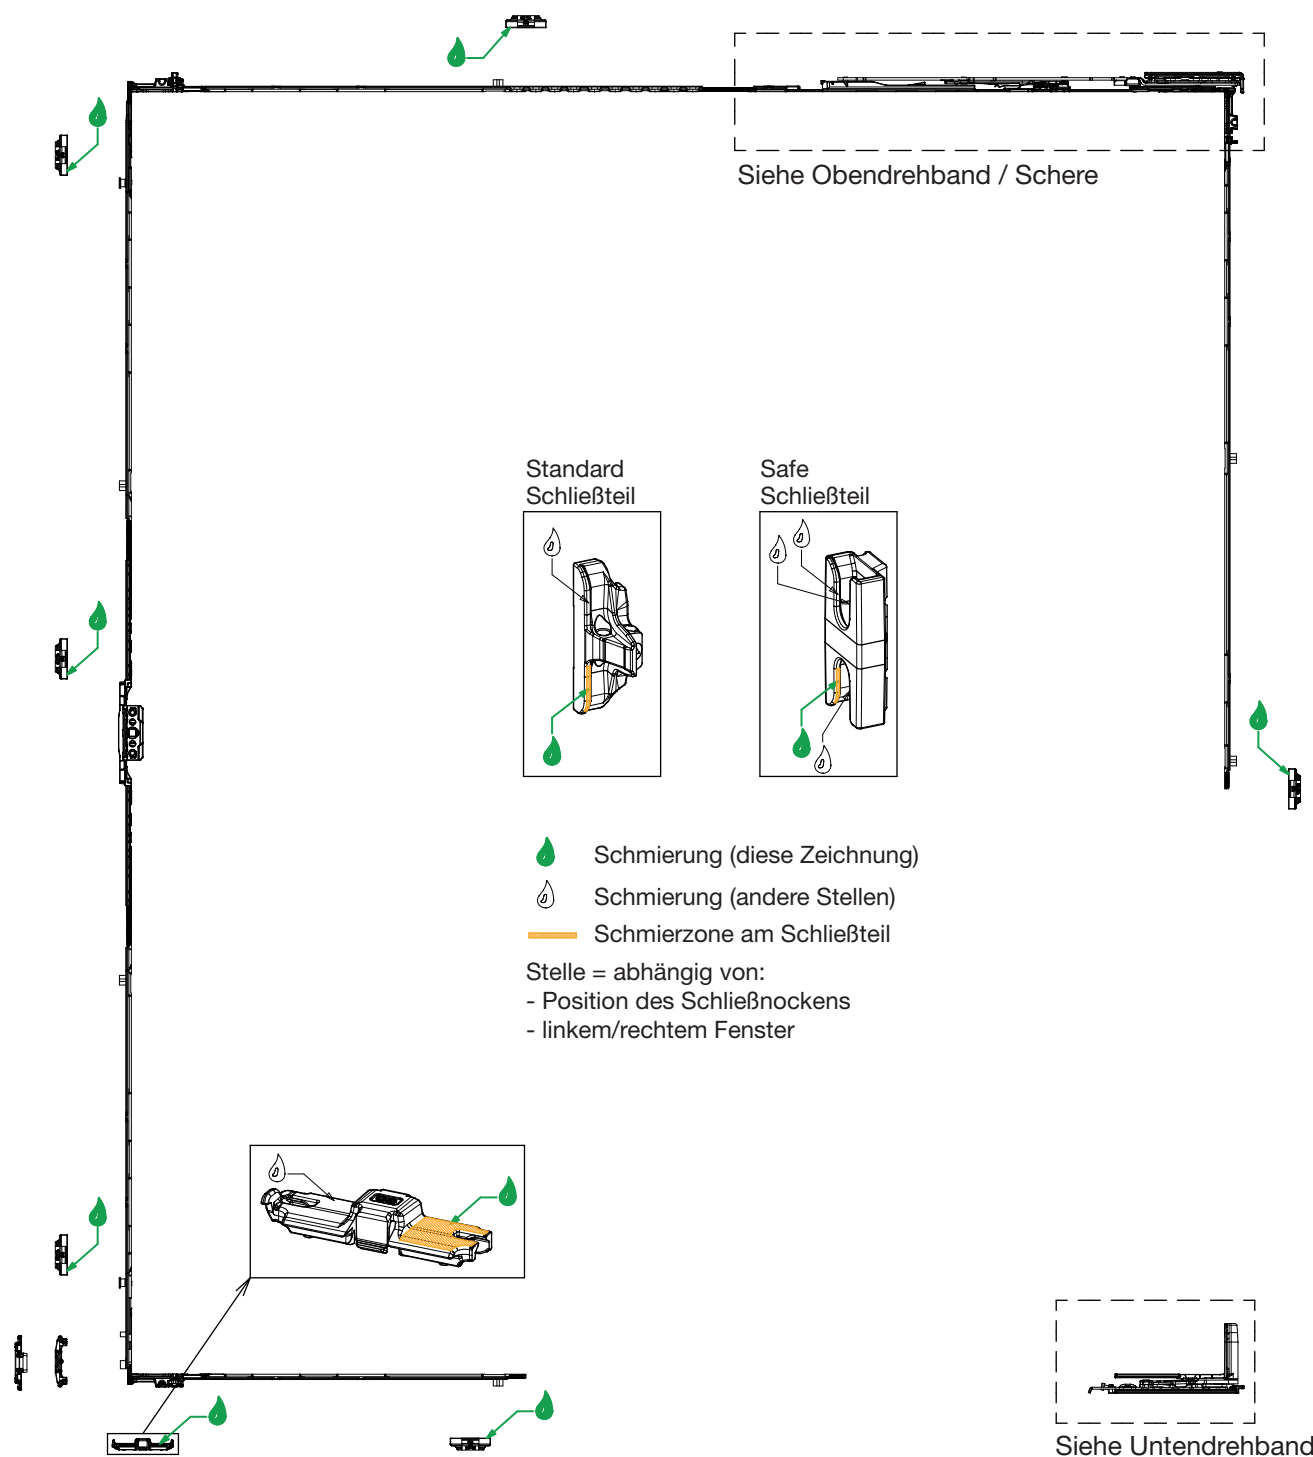 Siehe Obendrehband / Schere
Standard
Schließteil
Safe
Schließteil
Schmierung (diese Zeichnung)
Schmierung (andere Stellen)
Schmierzone am Schließteil
Stelle = abhängig von:
- Position des Schließnockens
- linkem/rechtem Fenster
Siehe Untendrehband